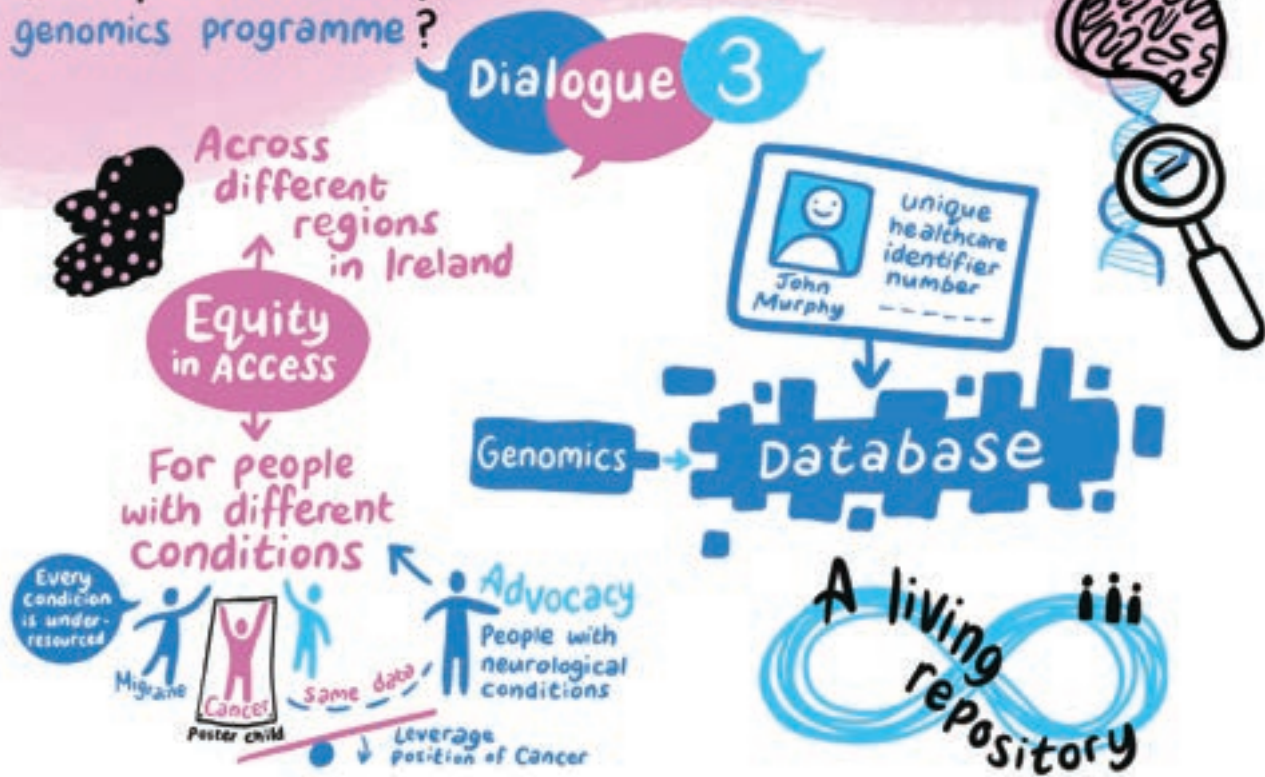 genomics programme?
Dialogue 3
Across
different
regions
in Ireland
Equity
in Access
For people
with different
conditions
Every
condition
is under-
resourced
Migraine
Cancer
Poster child
same data
Advocacy
People with
neurological
conditions
Leverage
position of Cancer
John
Murphy
unique
healthcare
identifier
number
Genomics
Database
A living
repository